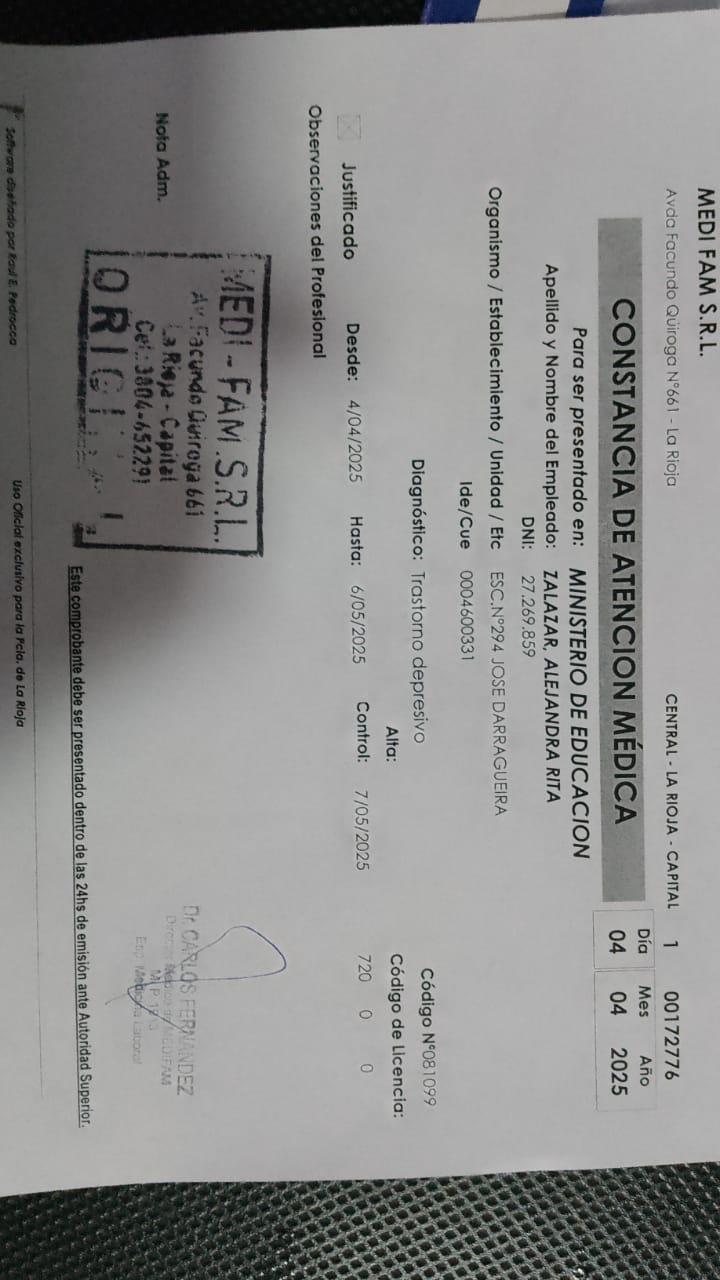 MEDI FAM S.R.L.
Avda Facundo Quiroga N°661 - La Rioja
CENTRAL - LA RIOJA - CAPITAL 1 00172776
CONSTANCIA DE ATENCION MÉDICA
Día Mes Año
04 04 2025
Para ser presentado en: MINISTERIO DE EDUCACION
Apellido y Nombre del Empleado: ZALAZAR, ALEJANDRA RITA
DNI: 27.269.859
Organismo / Establecimiento / Unidad / Etc ESC.N°294 JOSE DARRAGUEIRA
Ide/Cue 0004600331
Diagnóstico: Trastorno depresivo
Código N°081099
Alta:
Código de Licencia:
Justificado Desde: 4/04/2025 Hasta: 6/05/2025 Control: 7/05/2025 720 0 0
Observaciones del Profesional
MEDI - FAM.S.R.L.
Av. Facundo Quiroga 661
La Rioja - Capital
Cel.: 3804-652291
Dr. CARLOS FERNANDEZ
Nota Adm.
Este comprobante debe ser presentado dentro de las 24hs de emisión ante Autoridad Superior.
Software diseñado por Raul E. Pedrocca
Uso Oficial exclusivo para la Pcia. de La Rioja